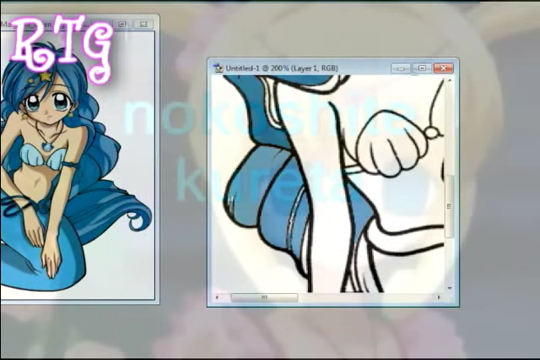 RTG
Untitled-1 @ 200% (Layer 1, RGB)
nokoshite
kureta